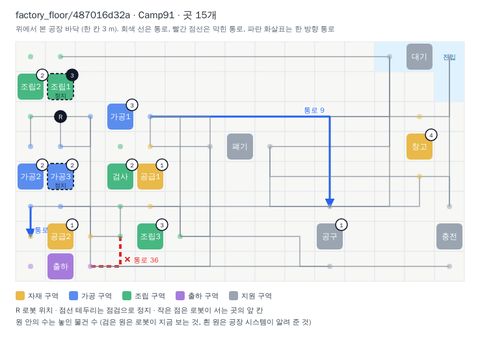 factory_floor/487016d32a · Camp91 · 곳 15개
위에서 본 공장 바닥 (한 칸 3 m). 회색 선은 통로, 빨간 점선은 막힌 통로, 파란 화살표는 한 방향 통로
대기
진입
조립2
2
조립1
3
정지
R
가공1
3
통로 9
폐기
창고
4
가공2
2
가공3
2
정지
검사
2
공급1
1
통로
공급2
1
조립3
3
공구
1
충전
출하
✕ 통로 36
자재 구역
가공 구역
조립 구역
출하 구역
지원 구역
R 로봇 위치 · 점선 테두리는 점검으로 정지 · 작은 점은 로봇이 서는 곳의 앞 칸
원 안의 수는 놓인 물건 수 (검은 원은 로봇이 지금 보는 것, 흰 원은 공장 시스템이 알려 준 것)